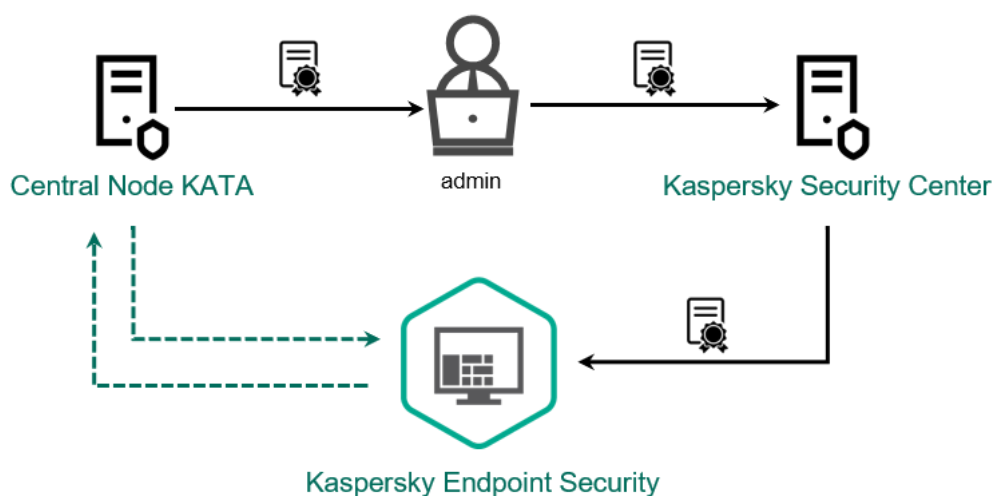 admin
Central Node KATA
Kaspersky Security Center
Kaspersky Endpoint Security